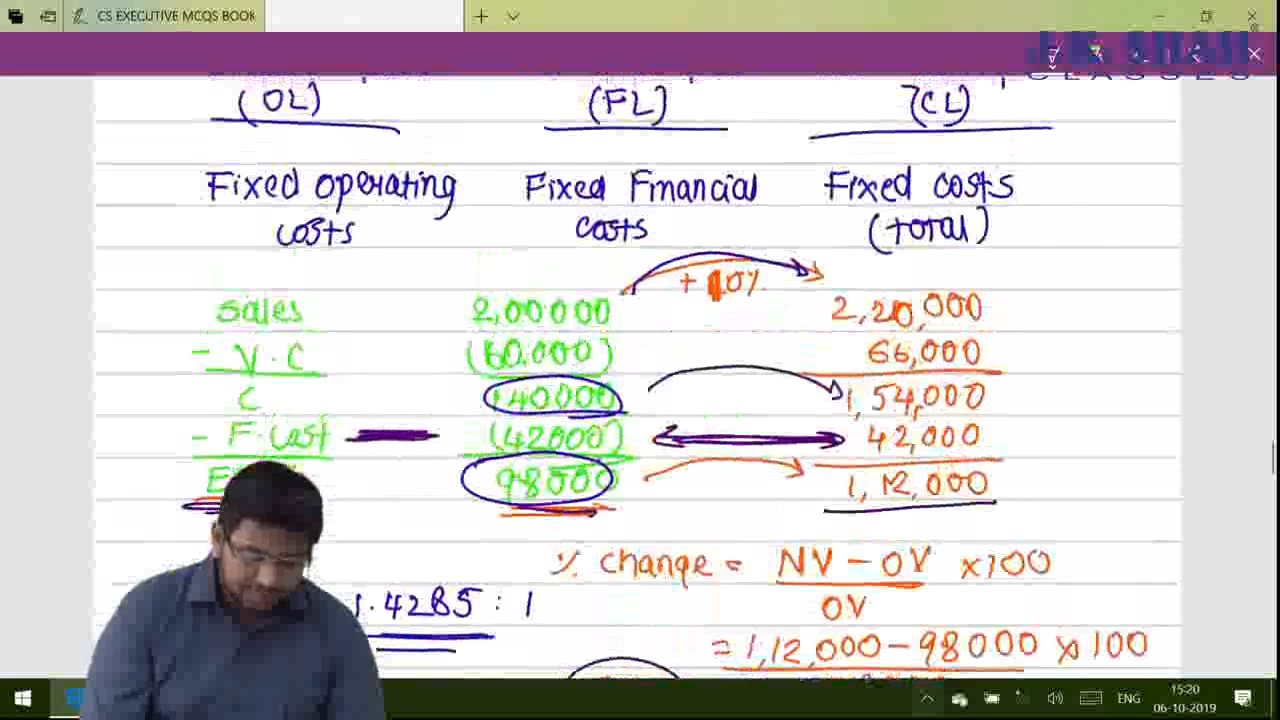 CS EXECUTIVE MCQS BOOK
CLASSES
(OL) (FL) (CL)
Fixed operating Fixed Financial Fixed costs
costs costs (total)
+ 10%
Sales 2,00000 2,20,000
- V.C (60,000) 66,000
C 140000 1,54,000
- F.Cost (42000) 42,000
98000 1,12,000
% change = NV - OV x100
OV
1.4285 : 1
= 1,12,000 - 98000 x 100
ENG
15:20
06-10-2019